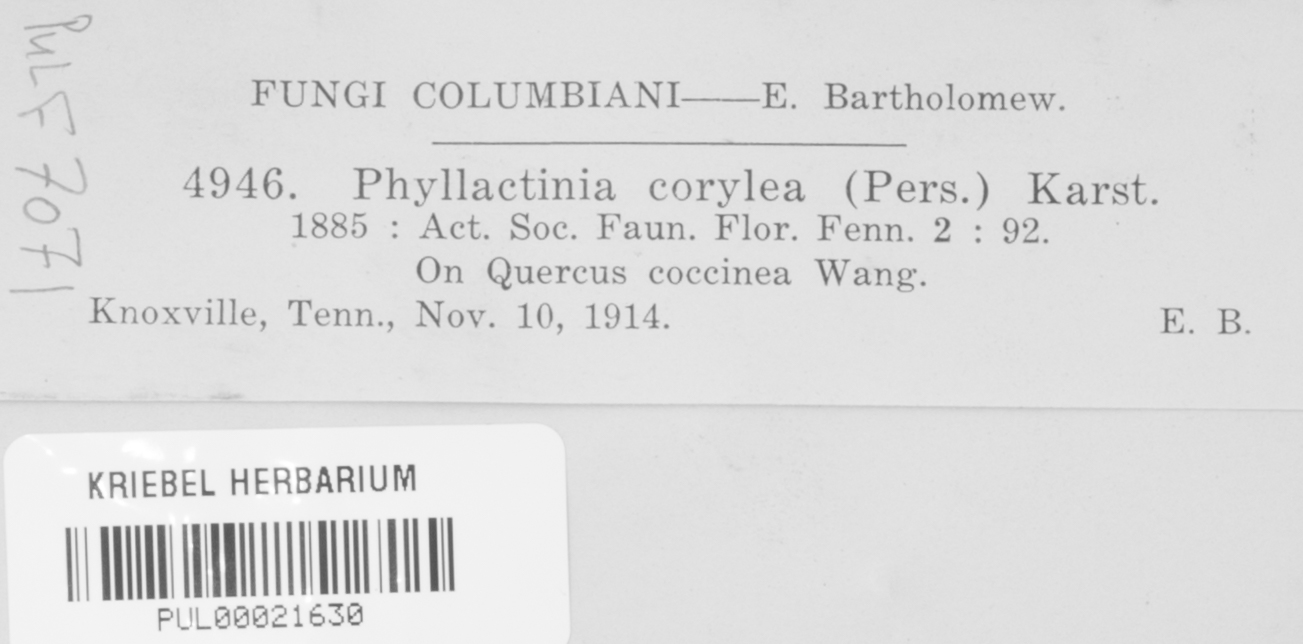 PUL F 7071
FUNGI COLUMBIANI——E. Bartholomew.
4946. Phyllactinia corylea (Pers.) Karst.
1885 : Act. Soc. Faun. Flor. Fenn. 2 : 92.
On Quercus coccinea Wang.
Knoxville, Tenn., Nov. 10, 1914. E. B.
KRIEBEL HERBARIUM
PUL00021630